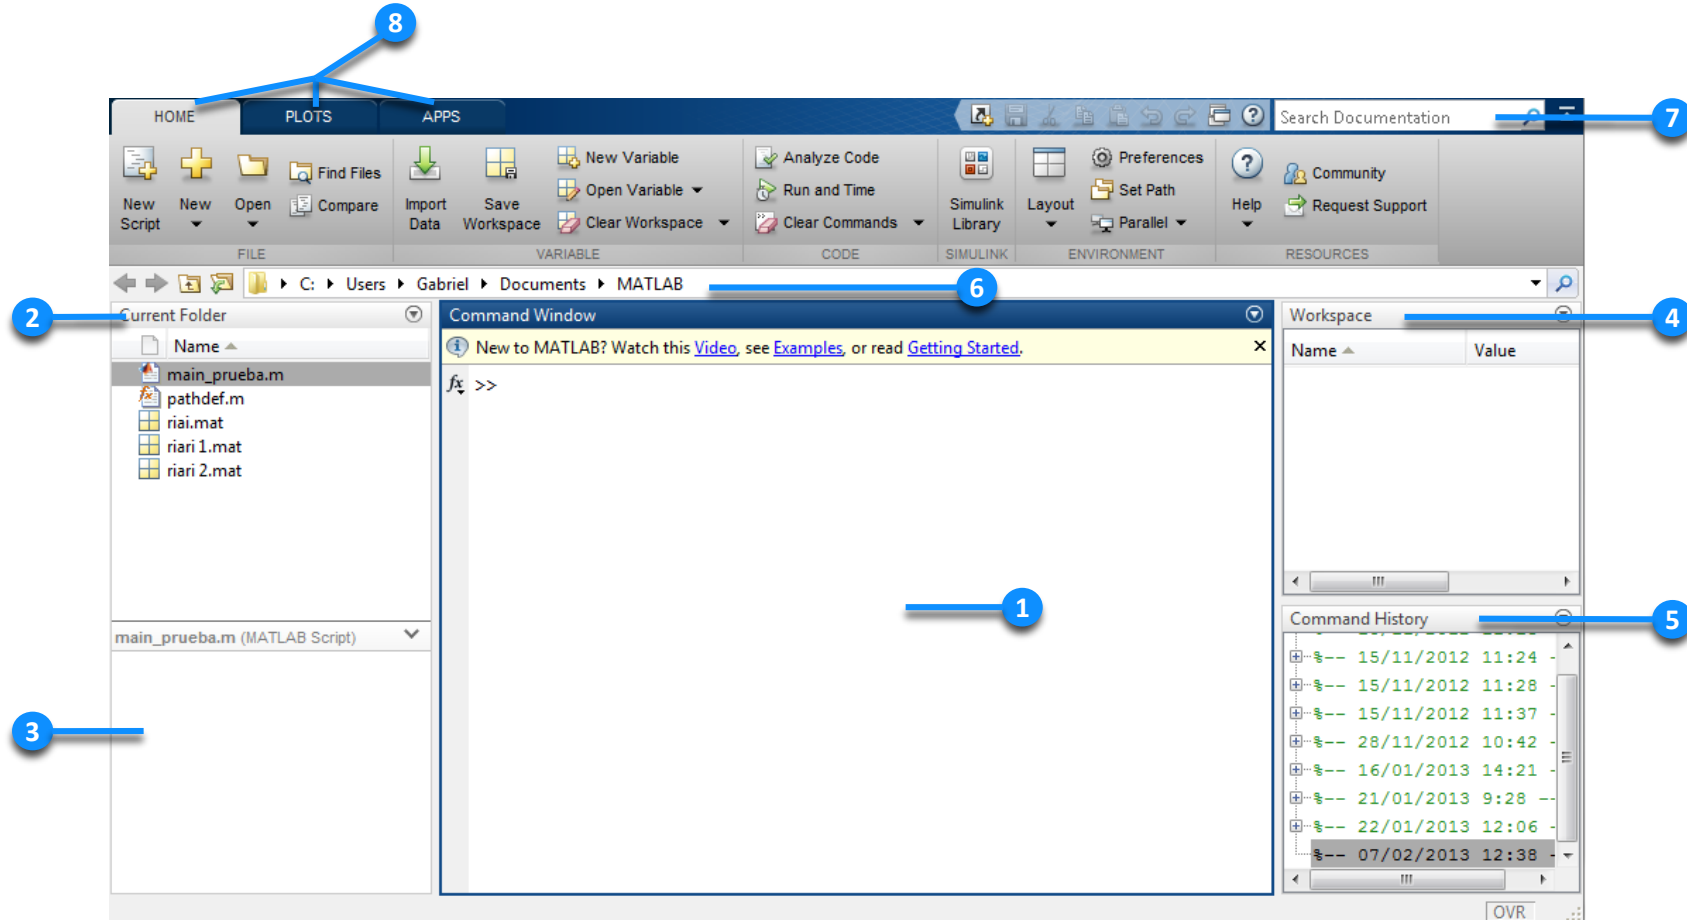 8
HOME PLOTS APPS Search Documentation 7
New Script New Open Find Files Compare Import Data Save Workspace New Variable Open Variable Clear Workspace Analyze Code Run and Time Clear Commands Simulink Library Layout Preferences Set Path Parallel Help Community Request Support
FILE VARIABLE CODE SIMULINK ENVIRONMENT RESOURCES
C: Users Gabriel Documents MATLAB 6
2 Current Folder
Name
main_prueba.m
pathdef.m
riai.mat
riari 1.mat
riari 2.mat
main_prueba.m (MATLAB Script)
3
Command Window
New to MATLAB? Watch this Video, see Examples, or read Getting Started.
fx >>
1
Workspace 4
Name Value
Command History 5
%-- 15/11/2012 11:24 -
%-- 15/11/2012 11:28 -
%-- 15/11/2012 11:37 -
%-- 28/11/2012 10:42 -
%-- 16/01/2013 14:21 -
%-- 21/01/2013 9:28 --
%-- 22/01/2013 12:06 -
%-- 07/02/2013 12:38 -
OVR